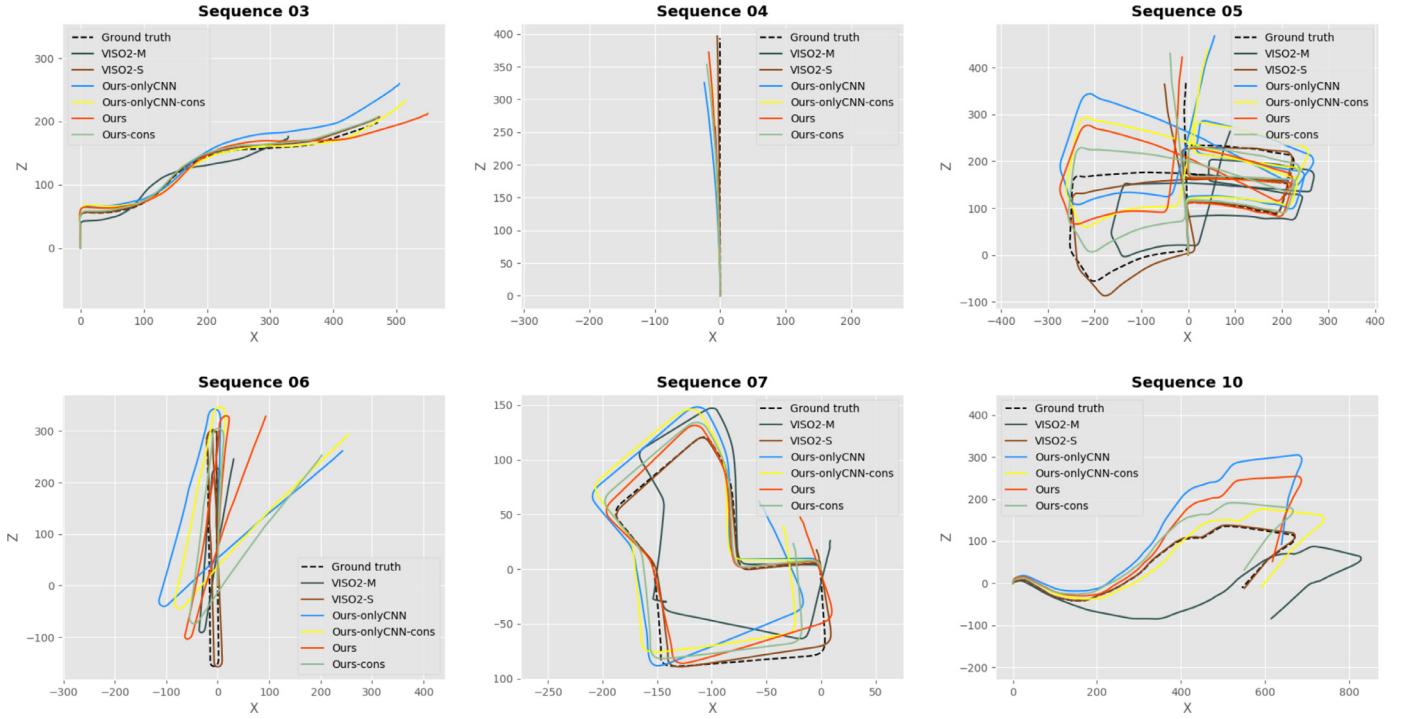 Sequence 03
Z
300
200
100
0
Ground truth
VISO2-M
VISO2-S
Ours-onlyCNN
Ours-onlyCNN-cons
Ours
Ours-cons
0 100 200 300 400 500
X
Sequence 04
Z
400
350
300
250
200
150
100
50
0
Ground truth
VISO2-M
VISO2-S
Ours-onlyCNN
Ours-onlyCNN-cons
Ours
Ours-cons
−300 −200 −100 0 100 200
X
Sequence 05
Z
400
300
200
100
0
−100
Ground truth
VISO2-M
VISO2-S
Ours-onlyCNN
Ours-onlyCNN-cons
Ours
Ours-cons
−400 −300 −200 −100 0 100 200 300 400
X
Sequence 06
Z
300
200
100
0
−100
Ground truth
VISO2-M
VISO2-S
Ours-onlyCNN
Ours-onlyCNN-cons
Ours
Ours-cons
−300 −200 −100 0 100 200 300 400
X
Sequence 07
Z
150
100
50
0
−50
100
Ground truth
VISO2-M
VISO2-S
Ours-onlyCNN
Ours-onlyCNN-cons
Ours
Ours-cons
−250 −200 −150 −100 −50 0 50
X
Sequence 10
Z
400
300
200
100
0
−100
−200
Ground truth
VISO2-M
VISO2-S
Ours-onlyCNN
Ours-onlyCNN-cons
Ours
Ours-cons
0 200 400 600 800
X